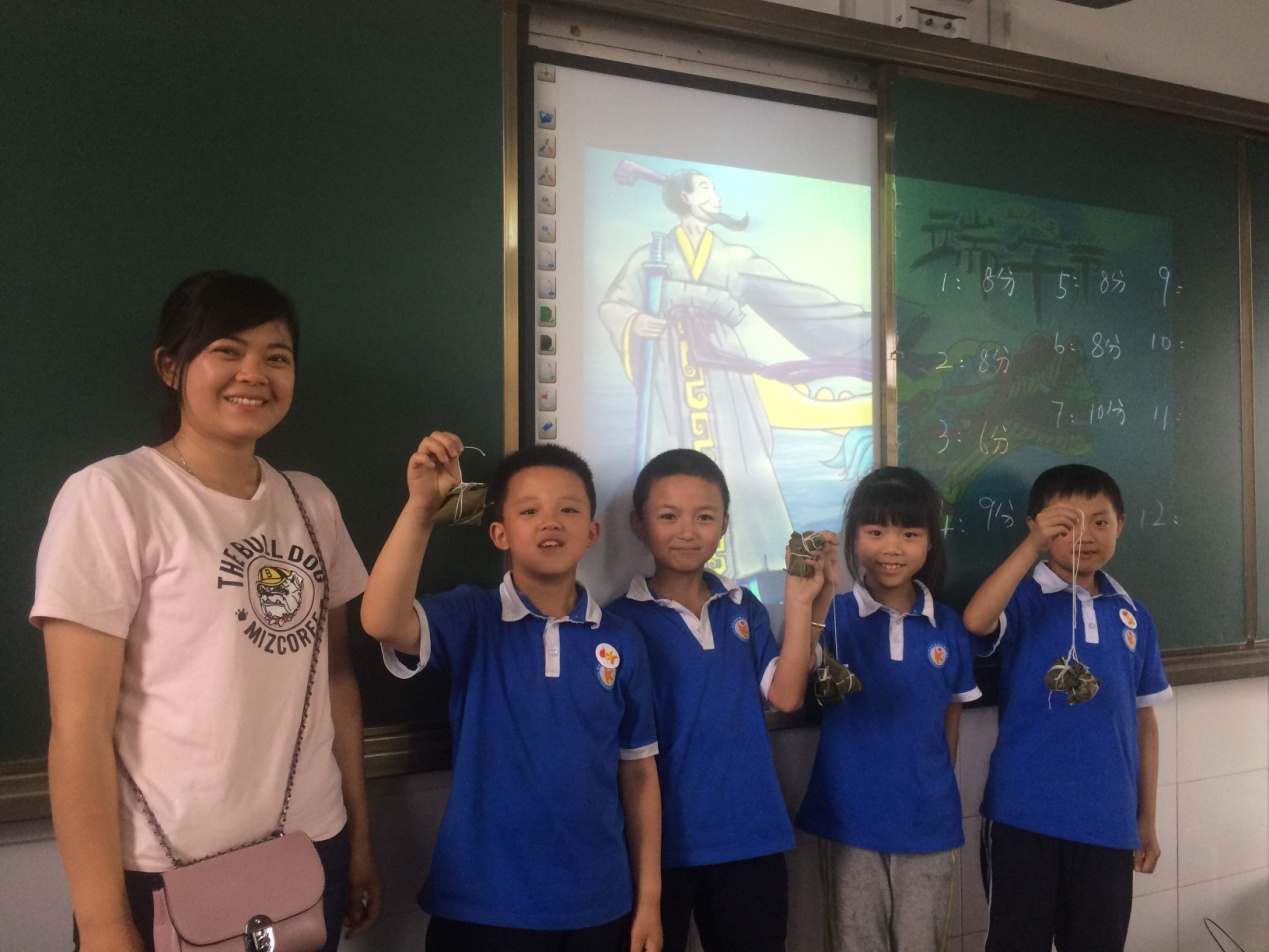 THE BULL DOG
MIZCOREE
端午节
1: 8分 5: 8分 9:
2: 8分 6: 8分 10:
3: 6分 7: 10分 11:
4: 9分 12: